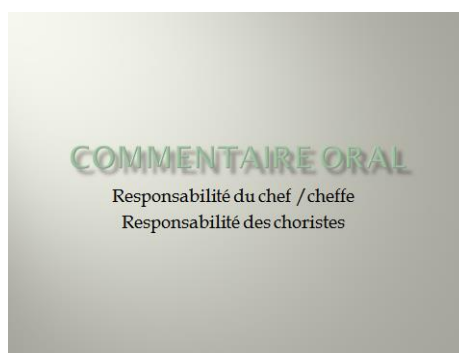 COMMENTAIRE ORAL
Responsabilité du chef / cheffe
Responsabilité des choristes